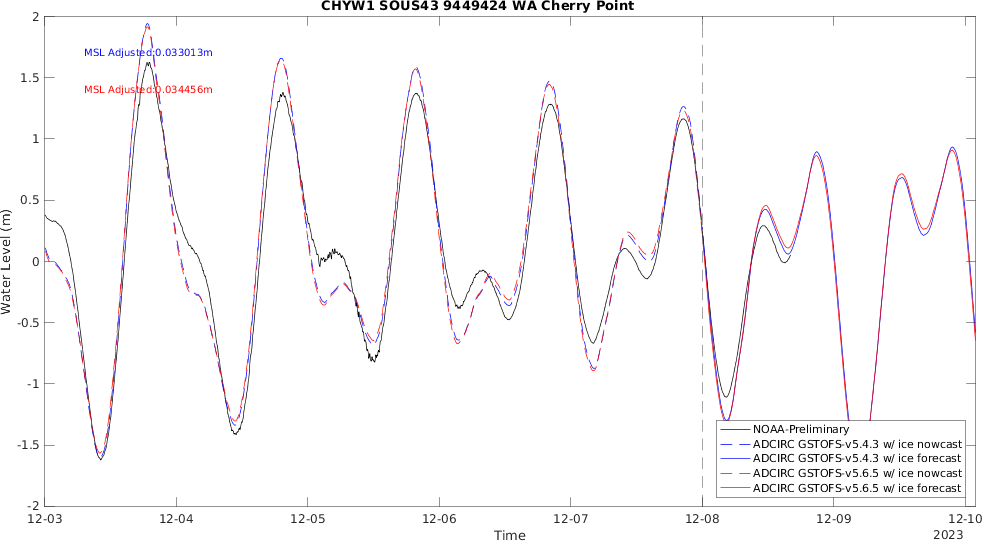 CHYW1 SOUS43 9449424 WA Cherry Point
2
1.5
1
0.5
0
-0.5
-1
-1.5
-2
Water Level (m)
MSL Adjusted:0.033013m
MSL Adjusted:0.034456m
NOAA-Preliminary
ADCIRC GSTOFS-v5.4.3 w/ ice nowcast
ADCIRC GSTOFS-v5.4.3 w/ ice forecast
ADCIRC GSTOFS-v5.6.5 w/ ice nowcast
ADCIRC GSTOFS-v5.6.5 w/ ice forecast
12-03 12-04 12-05 12-06 12-07 12-08 12-09 12-10
Time
2023